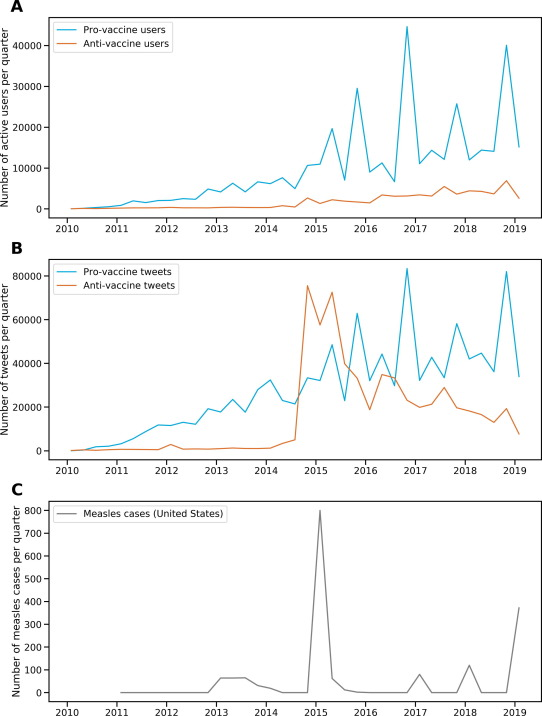 A
Number of active users per quarter
Pro-vaccine users
Anti-vaccine users
40000
30000
20000
10000
0
2010 2011 2012 2013 2014 2015 2016 2017 2018 2019
B
Number of tweets per quarter
Pro-vaccine tweets
Anti-vaccine tweets
80000
60000
40000
20000
0
2010 2011 2012 2013 2014 2015 2016 2017 2018 2019
C
Number of measles cases per quarter
Measles cases (United States)
800
700
600
500
400
300
200
100
0
2010 2011 2012 2013 2014 2015 2016 2017 2018 2019